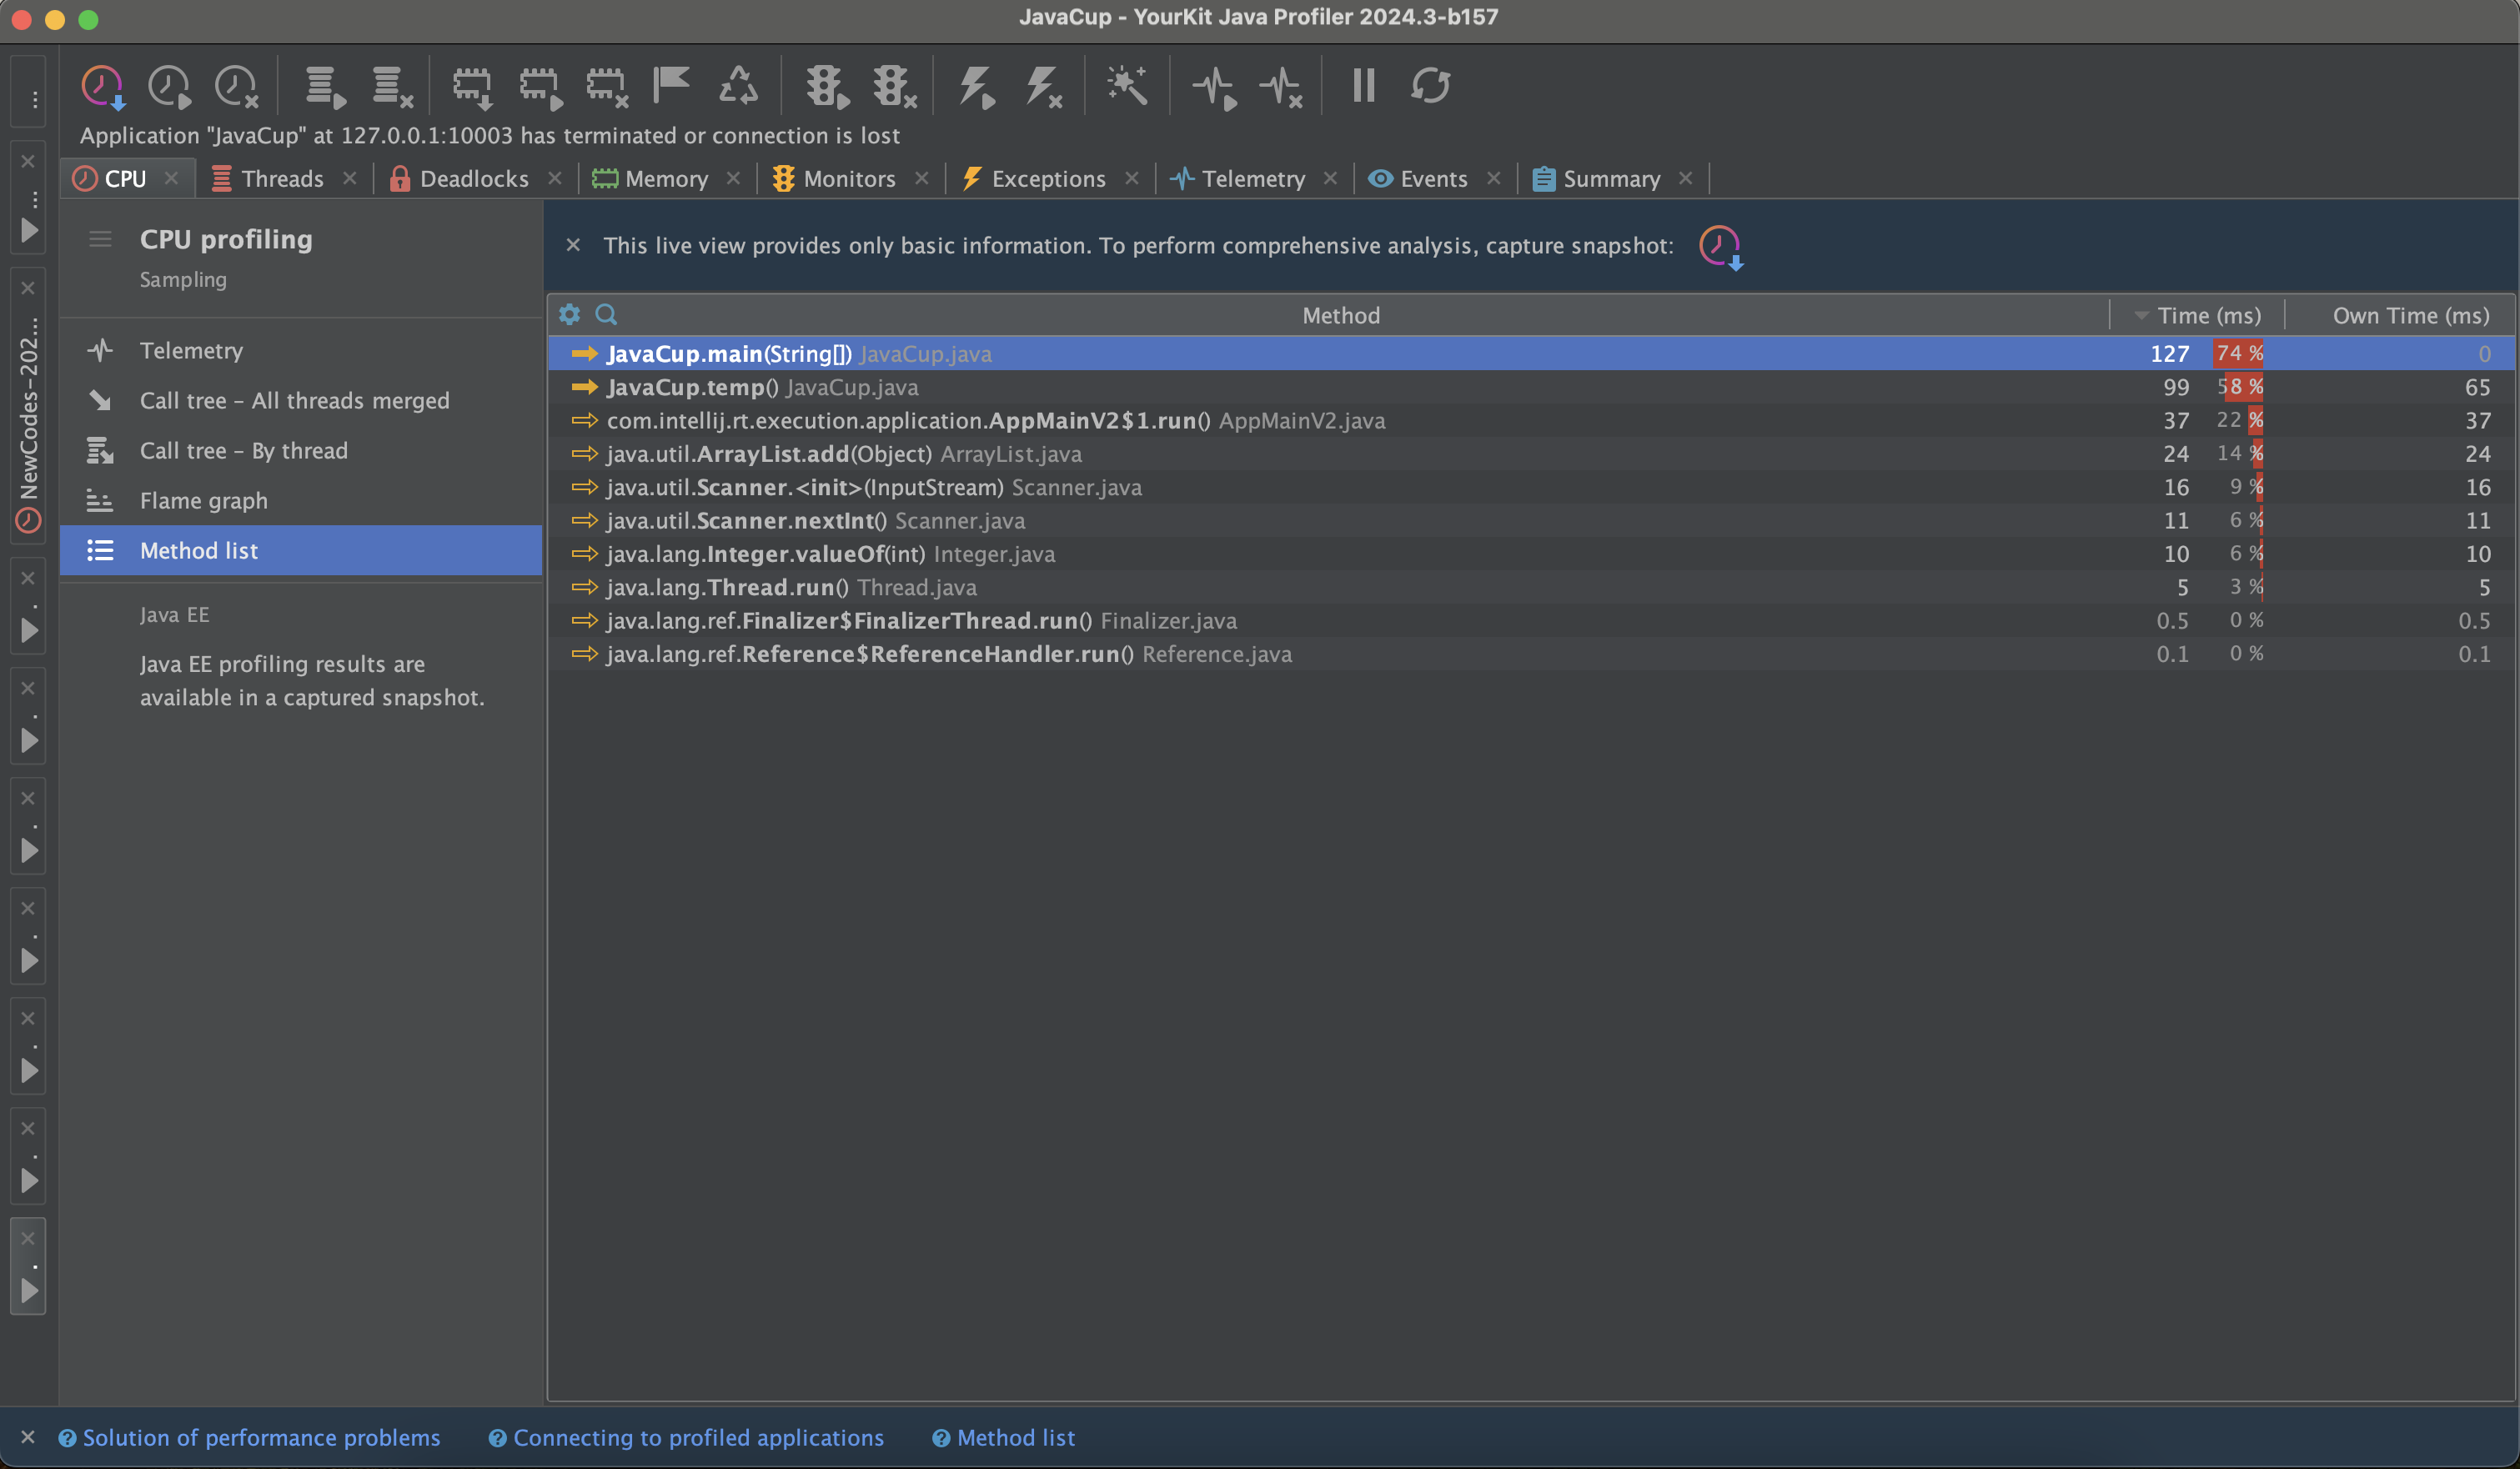 JavaCup - YourKit Java Profiler 2024.3-b157
Application "JavaCup" at 127.0.0.1:10003 has terminated or connection is lost
CPU Threads Deadlocks Memory Monitors Exceptions Telemetry Events Summary
NewCodes-202...
CPU profiling
Sampling
Telemetry
Call tree – All threads merged
Call tree – By thread
Flame graph
Method list
Java EE
Java EE profiling results are
available in a captured snapshot.
This live view provides only basic information. To perform comprehensive analysis, capture snapshot:
Method Time (ms) Own Time (ms)
JavaCup.main(String[]) JavaCup.java 127 74 % 0
JavaCup.temp() JavaCup.java 99 58 % 65
com.intellij.rt.execution.application.AppMainV2$1.run() AppMainV2.java 37 22 % 37
java.util.ArrayList.add(Object) ArrayList.java 24 14 % 24
java.util.Scanner.<init>(InputStream) Scanner.java 16 9 % 16
java.util.Scanner.nextInt() Scanner.java 11 6 % 11
java.lang.Integer.valueOf(int) Integer.java 10 6 % 10
java.lang.Thread.run() Thread.java 5 3 % 5
java.lang.ref.Finalizer$FinalizerThread.run() Finalizer.java 0.5 0 % 0.5
java.lang.ref.Reference$ReferenceHandler.run() Reference.java 0.1 0 % 0.1
Solution of performance problems Connecting to profiled applications Method list